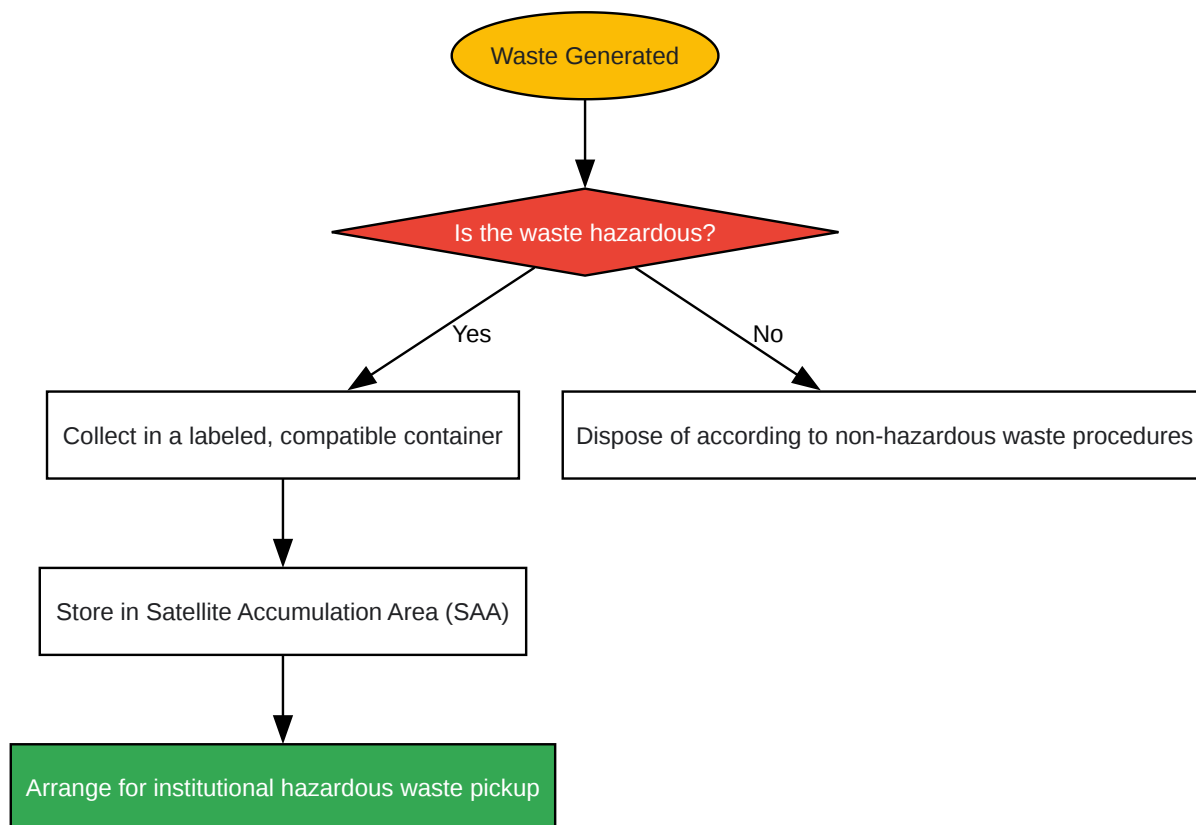 Waste Generated
Is the waste hazardous?
Yes
No
Collect in a labeled, compatible container
Dispose of according to non-hazardous waste procedures
Store in Satellite Accumulation Area (SAA)
Arrange for institutional hazardous waste pickup